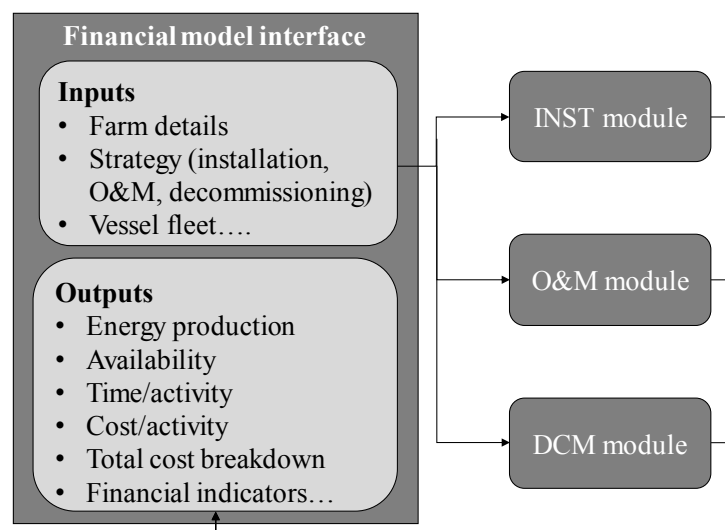 Financial model interface
Inputs
• Farm details
• Strategy (installation,
O&M, decommissioning)
• Vessel fleet….
Outputs
• Energy production
• Availability
• Time/activity
• Cost/activity
• Total cost breakdown
• Financial indicators…
INST module
O&M module
DCM module